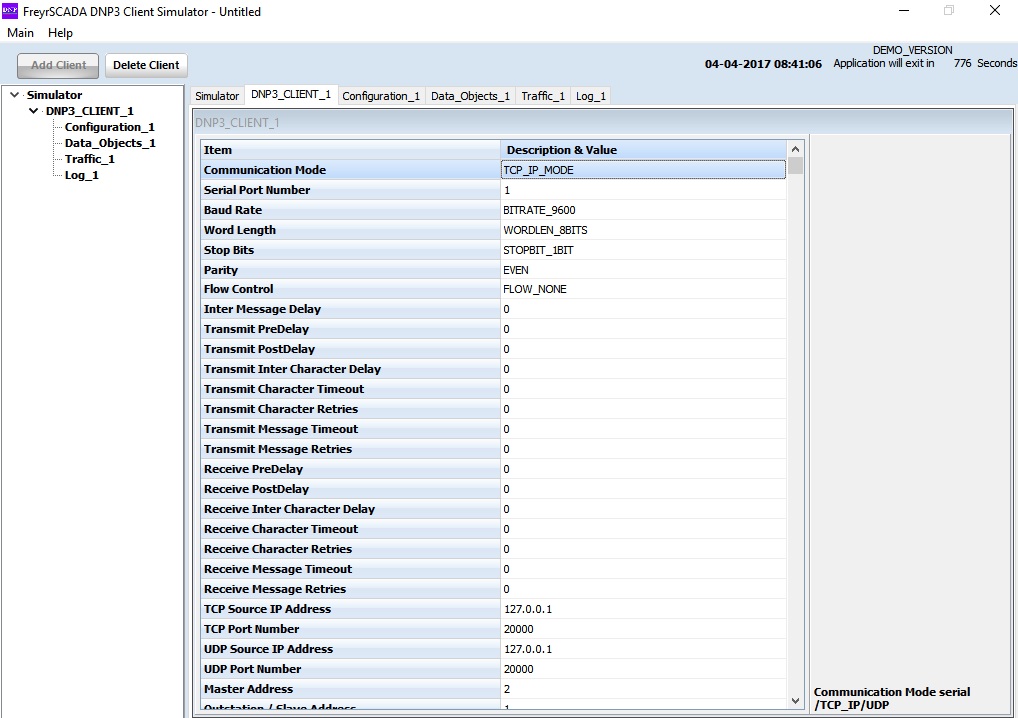 DNP FreyrSCADA DNP3 Client Simulator - Untitled
Main Help
DEMO_VERSION
Add Client Delete Client 04-04-2017 08:41:06 Application will exit in 776 Seconds
Simulator
DNP3_CLIENT_1
Configuration_1
Data_Objects_1
Traffic_1
Log_1
Simulator DNP3_CLIENT_1 Configuration_1 Data_Objects_1 Traffic_1 Log_1
DNP3_CLIENT_1
Item Description & Value
Communication Mode TCP_IP_MODE
Serial Port Number 1
Baud Rate BITRATE_9600
Word Length WORDLEN_8BITS
Stop Bits STOPBIT_1BIT
Parity EVEN
Flow Control FLOW_NONE
Inter Message Delay 0
Transmit PreDelay 0
Transmit PostDelay 0
Transmit Inter Character Delay 0
Transmit Character Timeout 0
Transmit Character Retries 0
Transmit Message Timeout 0
Transmit Message Retries 0
Receive PreDelay 0
Receive PostDelay 0
Receive Inter Character Delay 0
Receive Character Timeout 0
Receive Character Retries 0
Receive Message Timeout 0
Receive Message Retries 0
TCP Source IP Address 127.0.0.1
TCP Port Number 20000
UDP Source IP Address 127.0.0.1
UDP Port Number 20000
Master Address 2
Outstation / Slave Address 1
Communication Mode serial
/TCP_IP/UDP